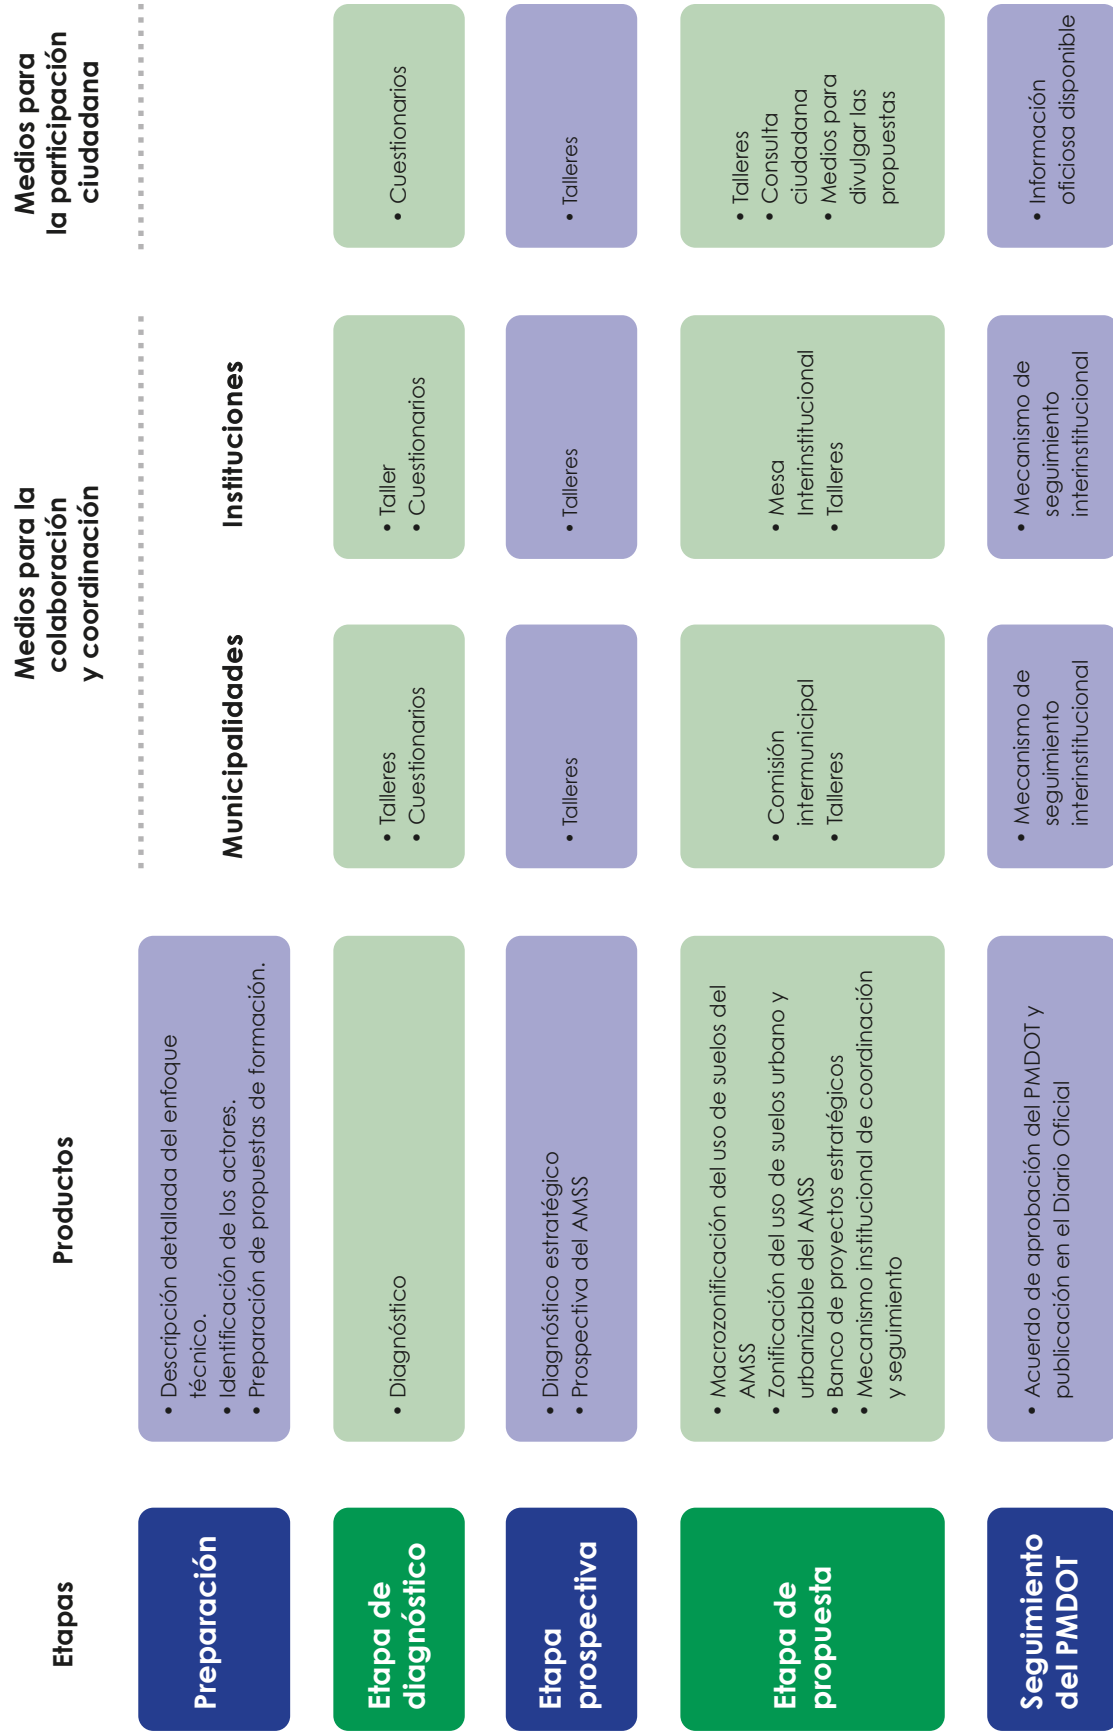 Etapas
Productos
Medios para la
colaboración
y coordinación
Medios para
la participación
ciudadana
Municipalidades
Instituciones
Preparación
• Descripción detallada del enfoque
técnico.
• Identificación de los actores.
• Preparación de propuestas de formación.
Etapa de
diagnóstico
• Diagnóstico
• Talleres
• Cuestionarios
• Taller
• Cuestionarios
• Cuestionarios
Etapa
prospectiva
• Diagnóstico estratégico
• Prospectiva del AMSS
• Talleres
• Talleres
• Talleres
Etapa de
propuesta
• Macrozonificación del uso de suelos del
AMSS
• Zonificación del uso de suelos urbano y
urbanizable del AMSS
• Banco de proyectos estratégicos
• Mecanismo institucional de coordinación
y seguimiento
• Comisión
intermunicipal
• Talleres
• Mesa
Interinstitucional
• Talleres
• Talleres
• Consulta
ciudadana
• Medios para
divulgar las
propuestas
Seguimiento
del PMDOT
• Acuerdo de aprobación del PMDOT y
publicación en el Diario Oficial
• Mecanismo de
seguimiento
interinstitucional
• Mecanismo de
seguimiento
interinstitucional
• Información
oficiosa disponible